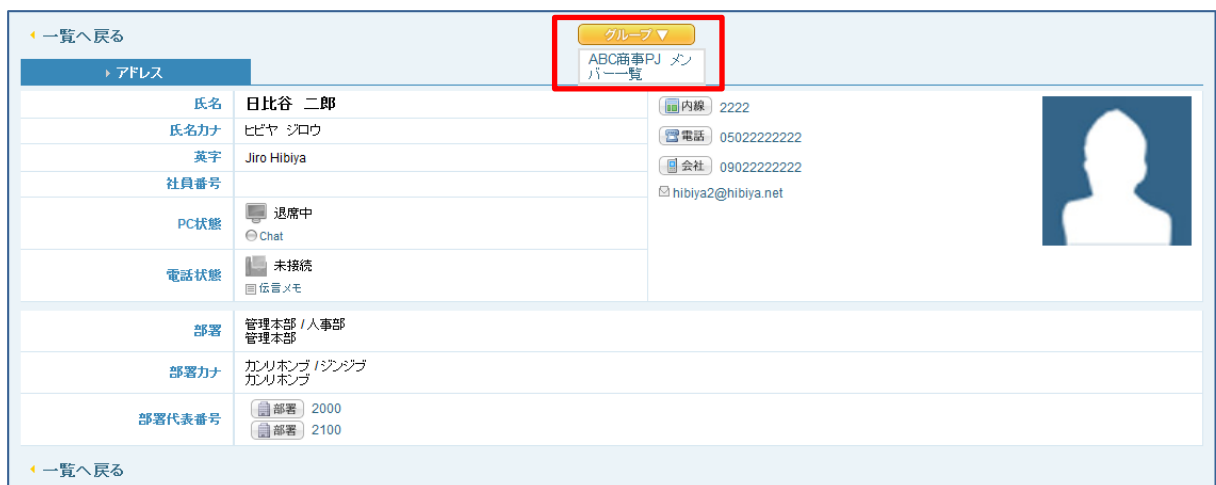 一覧へ戻る
グループ ▼
ABC商事PJ メン
バー一覧
アドレス
氏名 日比谷 二郎
氏名カナ ヒビヤ ジロウ
英字 Jiro Hibiya
社員番号
PC状態 退席中
Chat
電話状態 未接続
伝言メモ
内線 2222
電話 05022222222
会社 09022222222
hibiya2@hibiya.net
部署 管理本部 / 人事部
管理本部
部署カナ カンリホンブ / ジンジブ
カンリホンブ
部署代表番号 部署 2000
部署 2100
一覧へ戻る